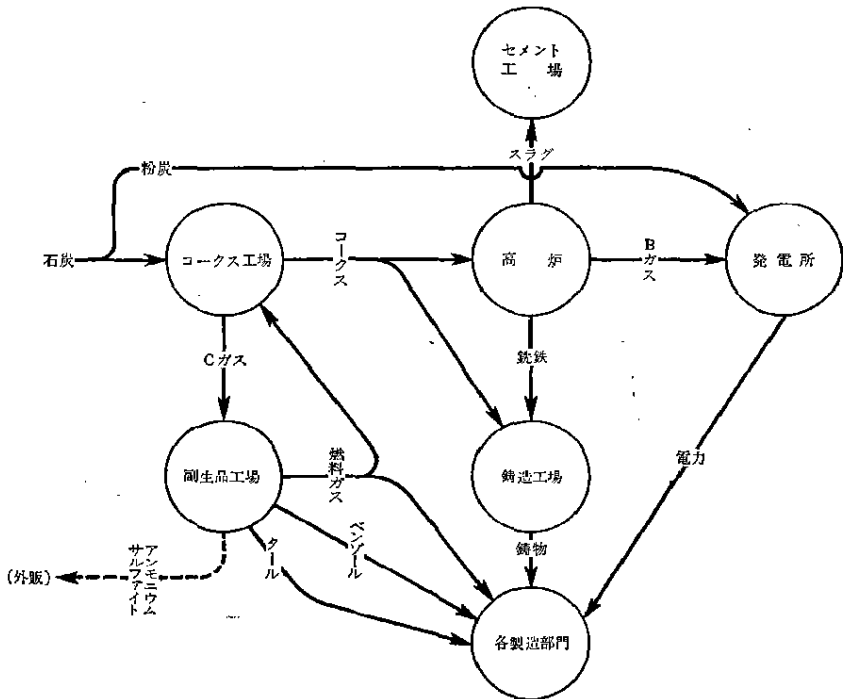 セメント
工場
スラグ
粉炭
石炭
コークス工場
コークス
高炉
Bガス
発電所
Cガス
銑鉄
副生品工場
燃料ガス
鋳造工場
電力
ベンゾール
タール
鋳物
アンモニウム
サルファイト
(外販)
各製造部門